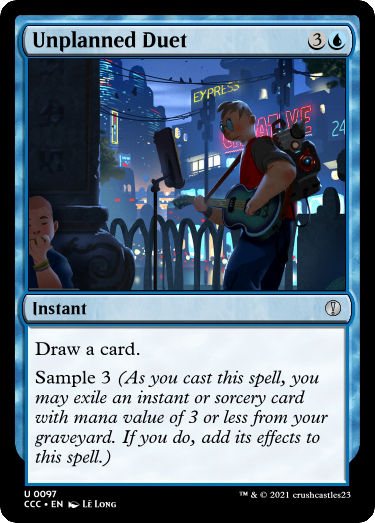 Unplanned Duet 3
EXPRESS
24
Instant
Draw a card.
Sample 3 (As you cast this spell, you
may exile an instant or sorcery card
with mana value of 3 or less from your
graveyard. If you do, add its effects to
this spell.)
U 0097
™ & © 2021 crushcastles23
CCC • EN Lê Long